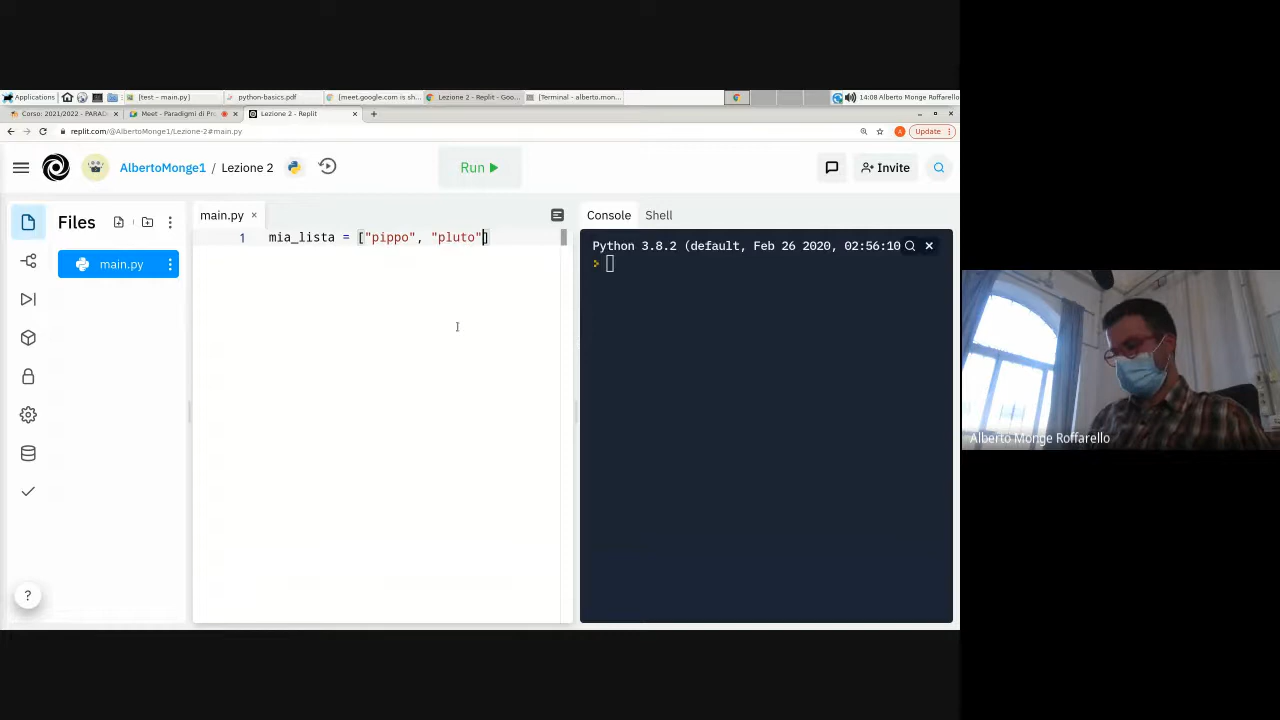 Applications
[test - main.py]
python-basics.pdf
[meet.google.com is sh...
Lezione 2 - Replit - Goo...
[Terminal - alberto.mon...
14:08 Alberto Monge Roffarello
Corso: 2021/2022 - PARAD
Meet - Paradigmi di Pro
Lezione 2 - Replit
replit.com/@AlbertoMonge1/Lezione-2#main.py
Update
AlbertoMonge1 / Lezione 2
Run
Invite
Files
main.py
main.py
1 mia_lista = ["pippo", "pluto"]
Console
Shell
Python 3.8.2 (default, Feb 26 2020, 02:56:10
?
Alberto Monge Roffarello